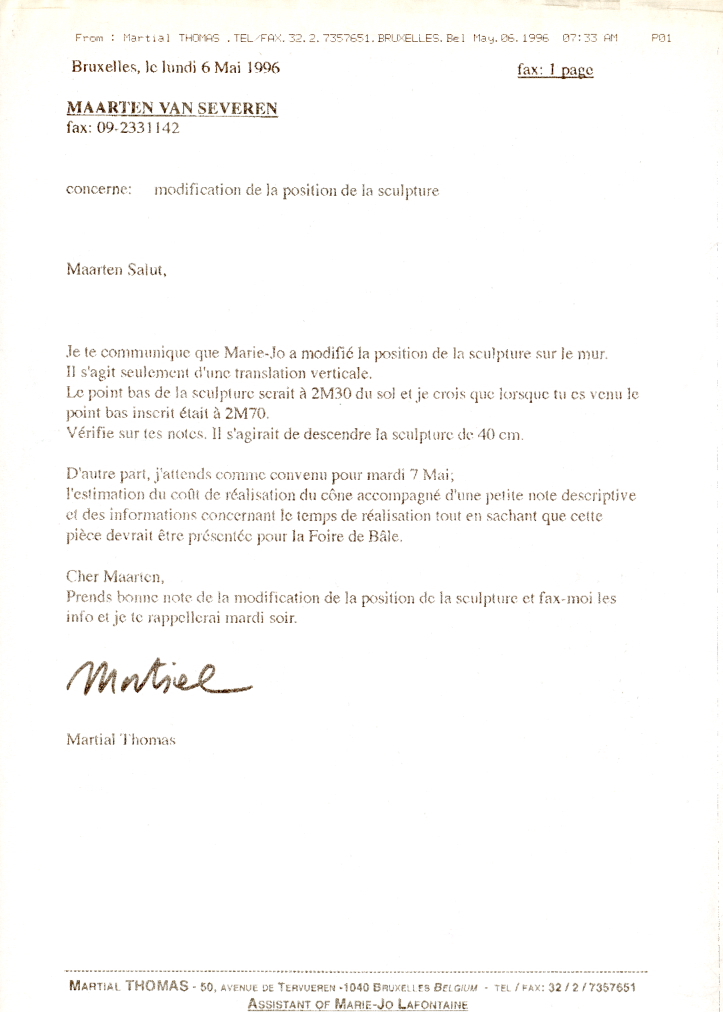 From : Martial THOMAS .TEL/FAX.32.2.7357651.BRUXELLES.Bel May.06.1996 07:33 AM P01
Bruxelles, le lundi 6 Mai 1996 fax: 1 page
MAARTEN VAN SEVEREN
fax: 09-2331142
concerne: modification de la position de la sculpture
Maarten Salut,
Je te communique que Marie-Jo a modifié la position de la sculpture sur le mur.
Il s'agit seulement d'une translation verticale.
Le point bas de la sculpture serait à 2M30 du sol et je crois que lorsque tu es venu le
point bas inscrit était à 2M70.
Vérifie sur tes notes. Il s'agirait de descendre la sculpture de 40 cm.
D'autre part, j'attends comme convenu pour mardi 7 Mai;
l'estimation du coût de réalisation du cône accompagné d'une petite note descriptive
et des informations concernant le temps de réalisation tout en sachant que cette
pièce devrait être présentée pour la Foire de Bâle.
Cher Maarten,
Prends bonne note de la modification de la position de la sculpture et fax-moi les
info et je te rappellerai mardi soir.
Martial
Martial Thomas
MARTIAL THOMAS - 50, AVENUE DE TERVUEREN -1040 BRUXELLES BELGIUM - TEL / FAX: 32 / 2 / 7357651
ASSISTANT OF MARIE-JO LAFONTAINE